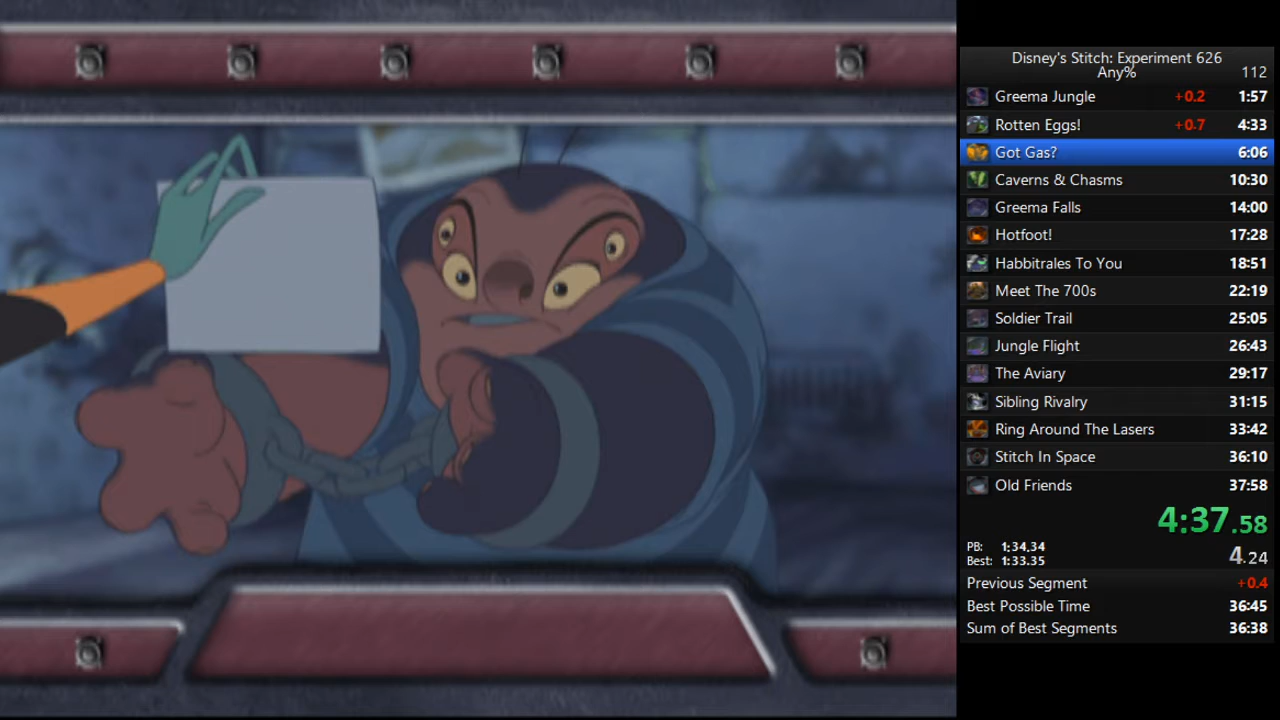 Disney's Stitch: Experiment 626
Any% 112
Greema Jungle +0.2 1:57
Rotten Eggs! +0.7 4:33
Got Gas? 6:06
Caverns & Chasms 10:30
Greema Falls 14:00
Hotfoot! 17:28
Habbitrales To You 18:51
Meet The 700s 22:19
Soldier Trail 25:05
Jungle Flight 26:43
The Aviary 29:17
Sibling Rivalry 31:15
Ring Around The Lasers 33:42
Stitch In Space 36:10
Old Friends 37:58
4:37.58
PB: 1:34.34
Best: 1:33.35
4.24
Previous Segment +0.4
Best Possible Time 36:45
Sum of Best Segments 36:38